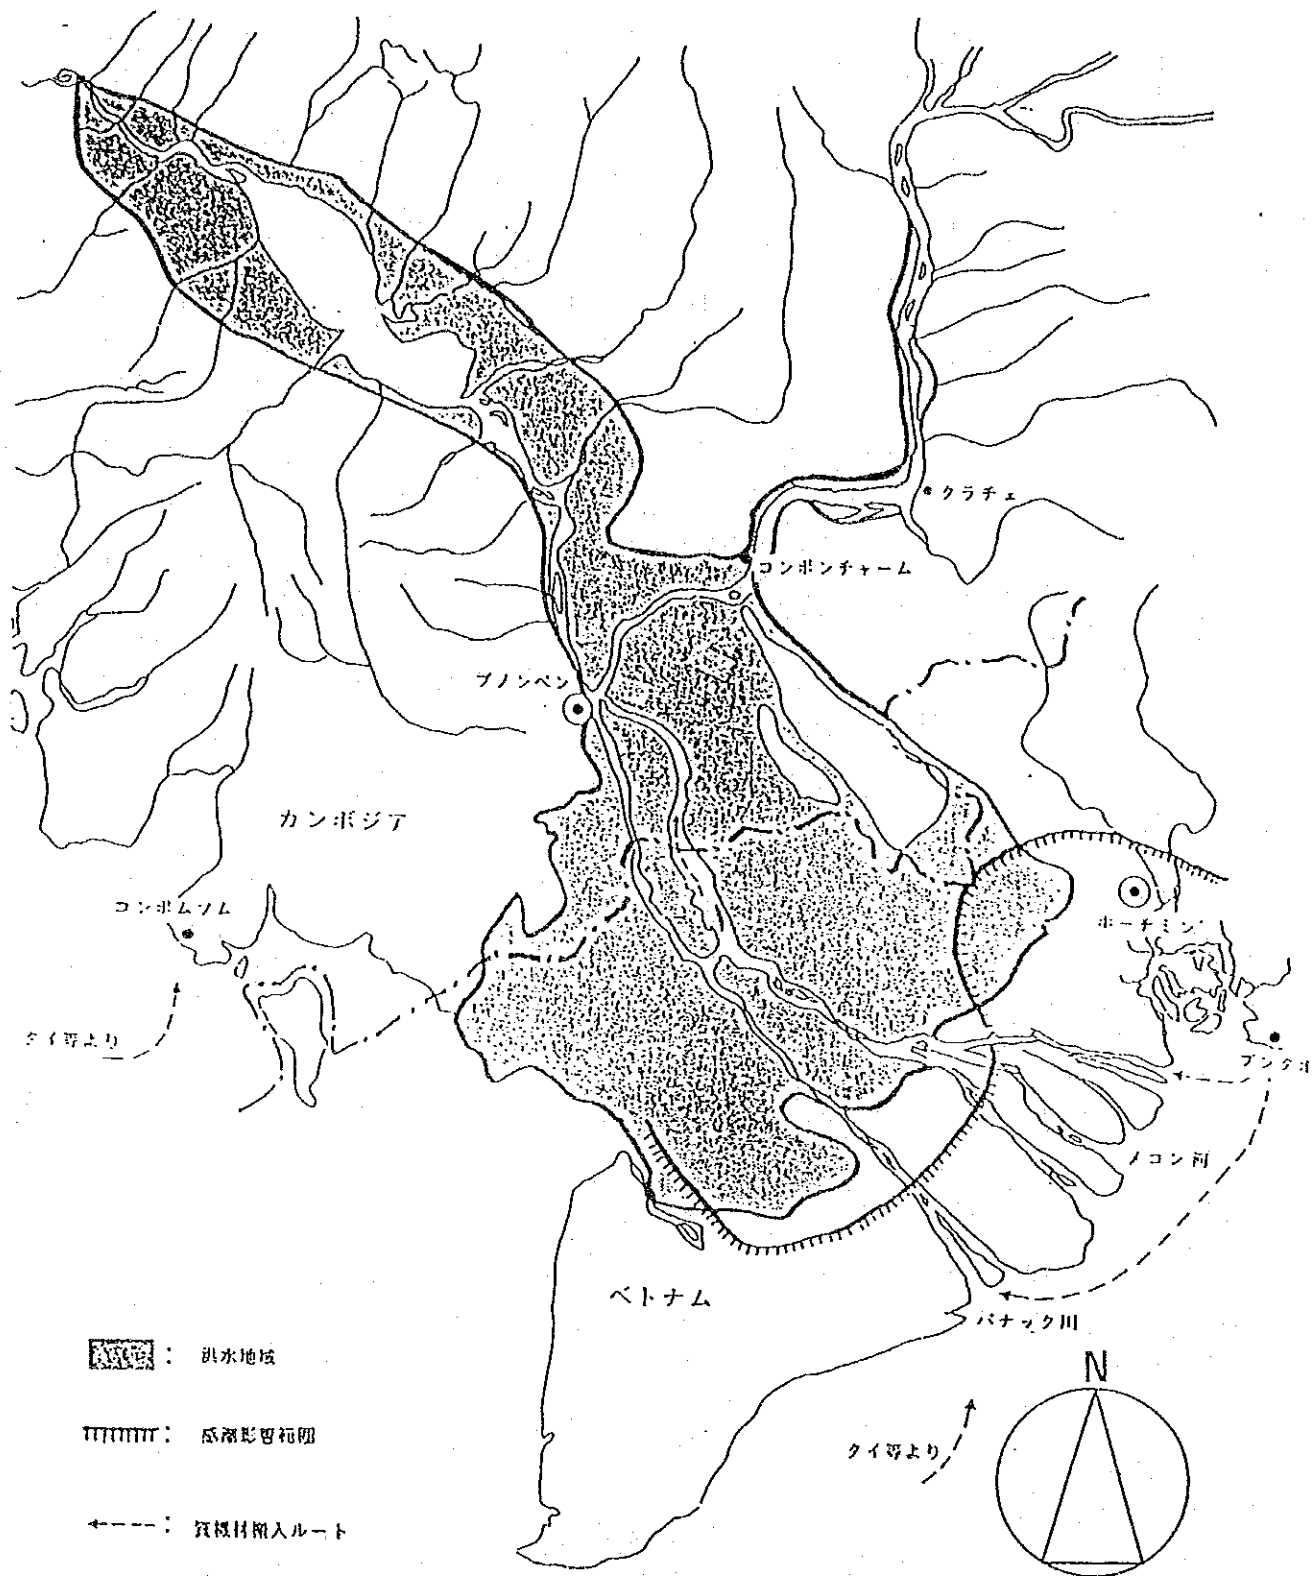 クラチェ
コンポンチャーム
プノンペン
カンボジア
コンポムソム
ホーチミン
タイ等より
ブンタオ
メコン河
ベトナム
バナック川
N
タイ等より
: 洪水地域
: 感潮影響範囲
: 資機材搬入ルート